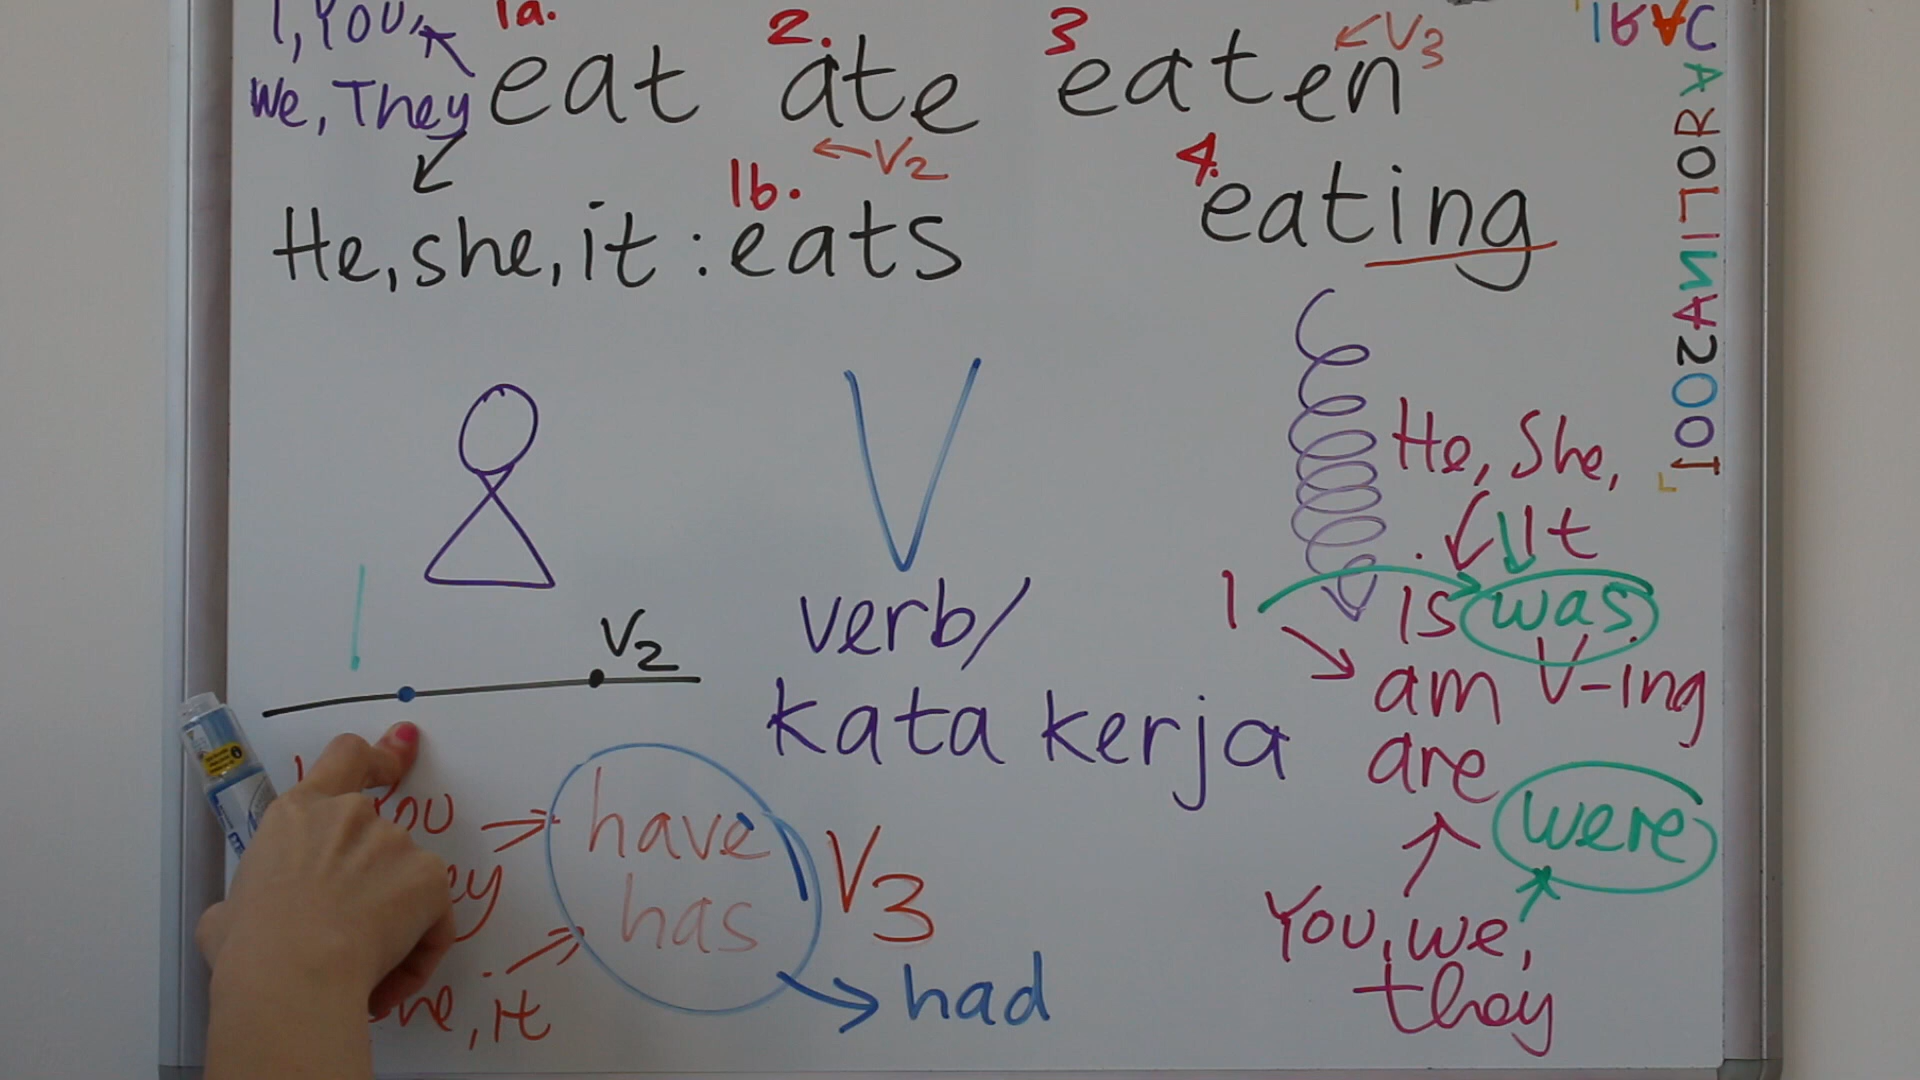 1a. 2. 3 ←V3
I, You,
We, They eat ate eaten
←V2
1b. 4.
He, she, it : eats eating
He, She,
It
I is was
V2 verb/ am V-ing
kata kerja are
were
have V3
has
You, we,
they
it had
CARA
ROLINA2001